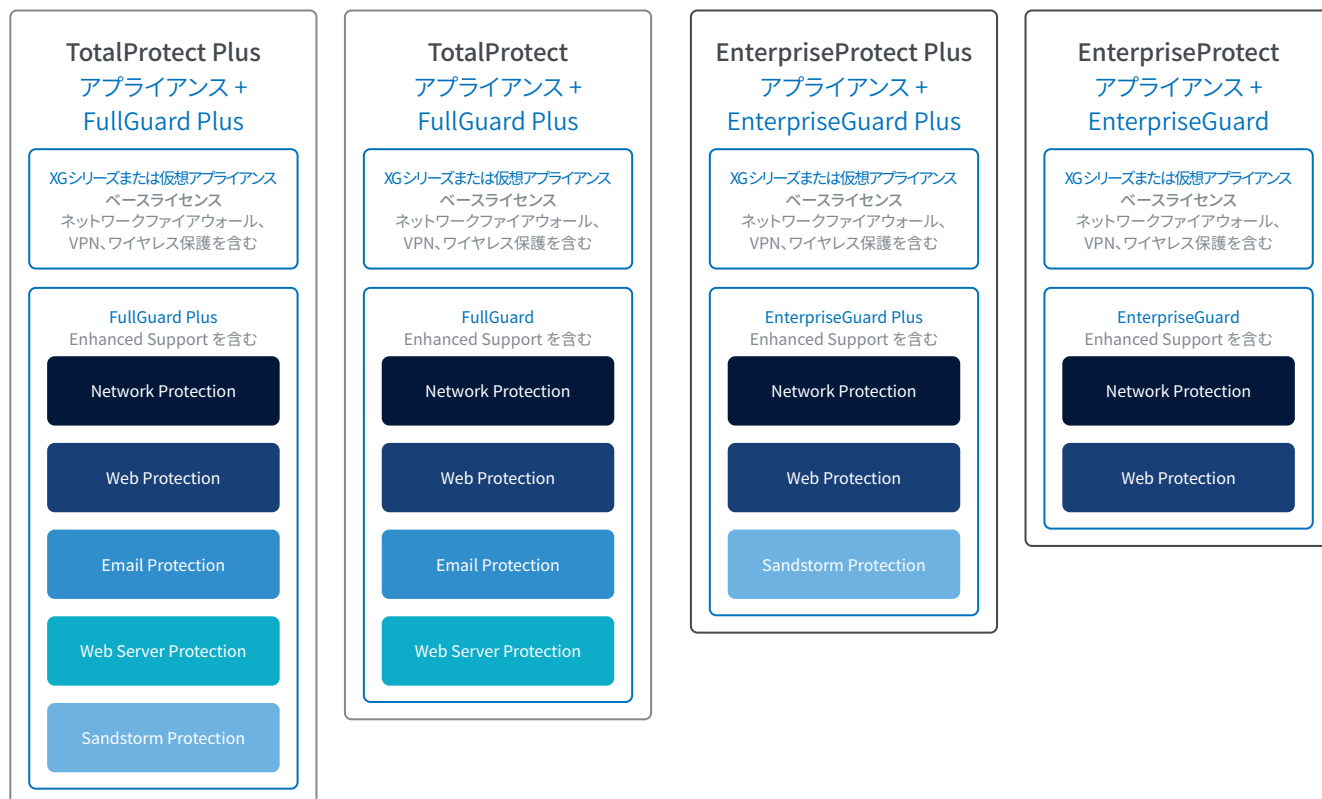 TotalProtect Plus
アプライアンス +
FullGuard Plus
XGシリーズまたは仮想アプライアンス
ベースライセンス
ネットワークファイアウォール、
VPN、ワイヤレス保護を含む
FullGuard Plus
Enhanced Support を含む
Network Protection
Web Protection
Email Protection
Web Server Protection
Sandstorm Protection
TotalProtect
アプライアンス +
FullGuard Plus
XGシリーズまたは仮想アプライアンス
ベースライセンス
ネットワークファイアウォール、
VPN、ワイヤレス保護を含む
FullGuard
Enhanced Support を含む
Network Protection
Web Protection
Email Protection
Web Server Protection
EnterpriseProtect Plus
アプライアンス +
EnterpriseGuard Plus
XGシリーズまたは仮想アプライアンス
ベースライセンス
ネットワークファイアウォール、
VPN、ワイヤレス保護を含む
EnterpriseGuard Plus
Enhanced Support を含む
Network Protection
Web Protection
Sandstorm Protection
EnterpriseProtect
アプライアンス +
EnterpriseGuard
XGシリーズまたは仮想アプライアンス
ベースライセンス
ネットワークファイアウォール、
VPN、ワイヤレス保護を含む
EnterpriseGuard
Enhanced Support を含む
Network Protection
Web Protection